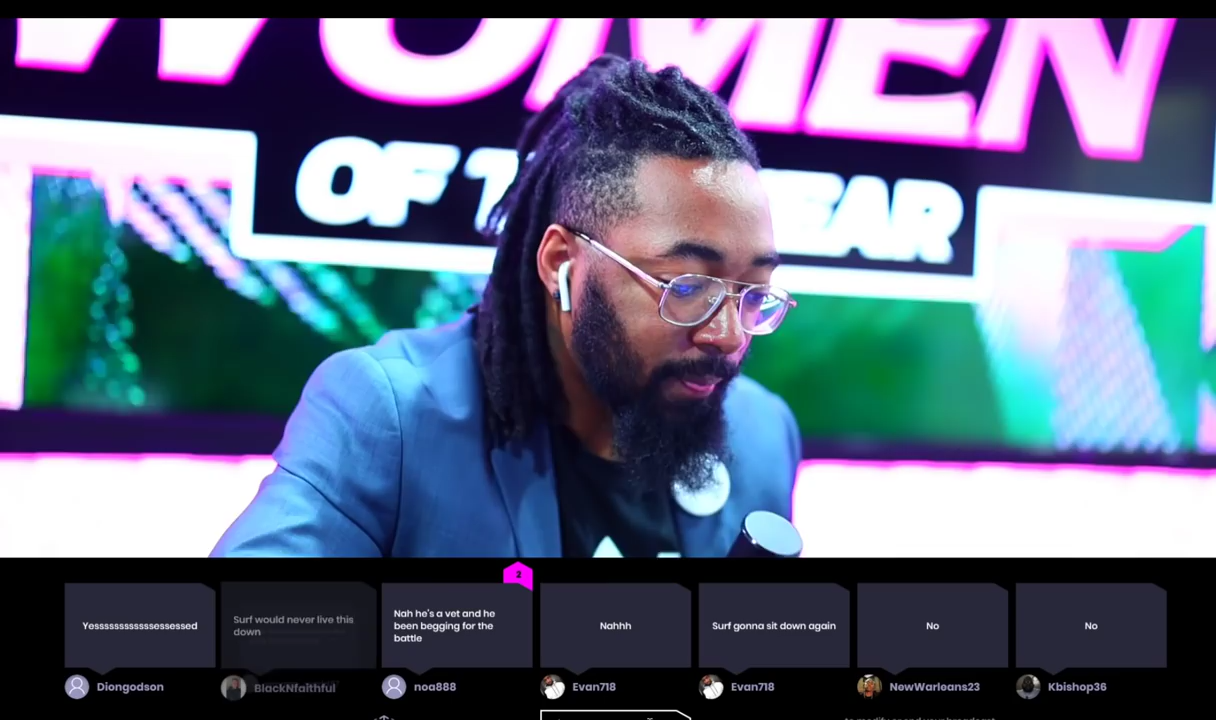 WOMEN
OF T
EAR
2
Yesssssssssssessessed
Surf would never live this
down
Nah he's a vet and he
been begging for the
battle
Nahhh
Surf gonna sit down again
No
No
Diongodson
BlackNfaithful
noa888
Evan718
Evan718
NewWarleans23
Kbishop36